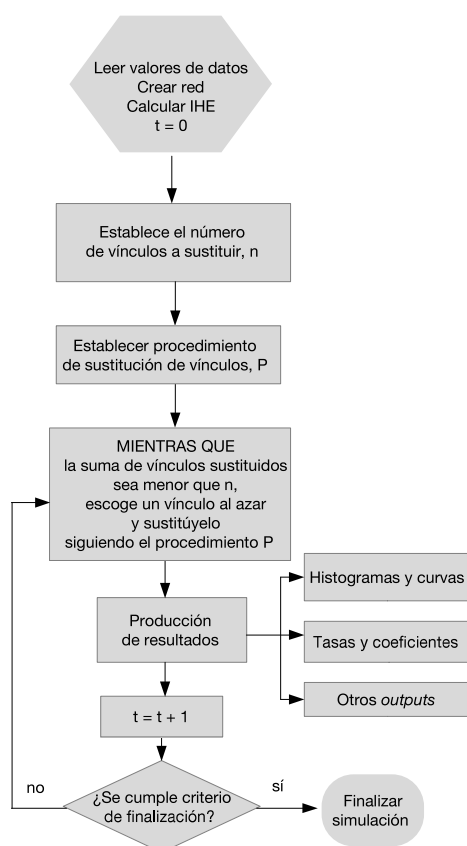 Leer valores de datos
Crear red
Calcular IHE
t = 0
Establece el número
de vínculos a sustituir, n
Establecer procedimiento
de sustitución de vínculos, P
MIENTRAS QUE
la suma de vínculos sustituidos
sea menor que n,
escoge un vínculo al azar
y sustitúyelo
siguiendo el procedimiento P
Producción
de resultados
Histogramas y curvas
Tasas y coeficientes
Otros outputs
t = t + 1
¿Se cumple criterio
de finalización?
no
sí
Finalizar
simulación